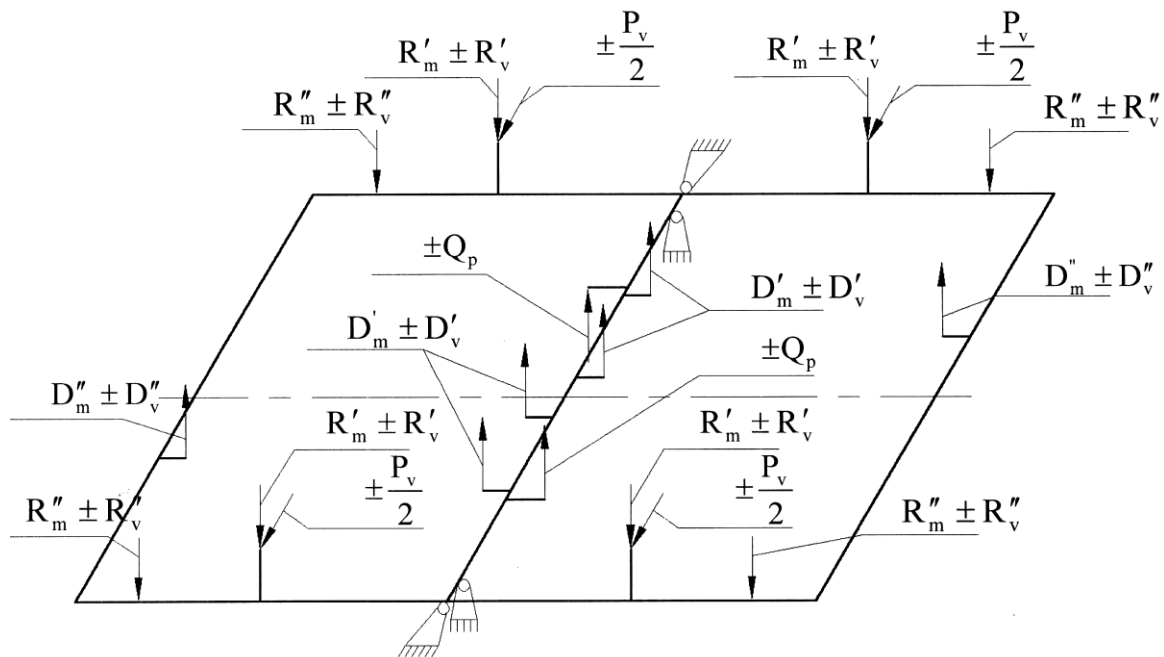 R′m ± R′v
± Pv/2
R′m ± R′v
± Pv/2
R″m ± R″v
R″m ± R″v
±Qp
D′m ± D′v
D"m ± D″v
D'm ± D′v
±Qp
D″m ± D″v
R′m ± R′v
R′m ± R′v
± Pv/2
± Pv/2
R″m ± R″v
R″m ± R″v